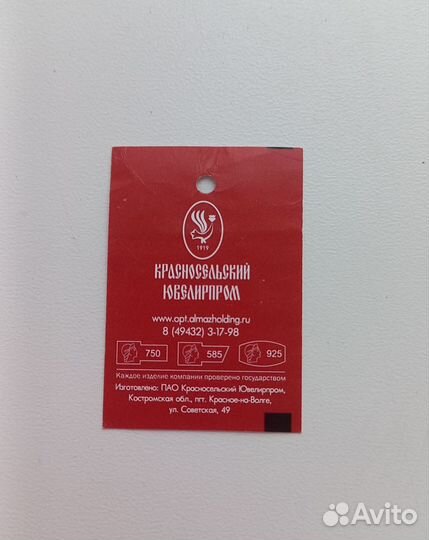 1919
КРАСНОСЕЛЬСКИЙ
ЮВЕЛИРПРОМ
www.opt.almazholding.ru
8 (49432) 3-17-98
750 585 925
Каждое изделие компании проверено государством
Изготовлено: ПАО Красносельский Ювелирпром,
Костромская обл., пгт. Красное-на-Волге,
ул. Советская, 49
Avito